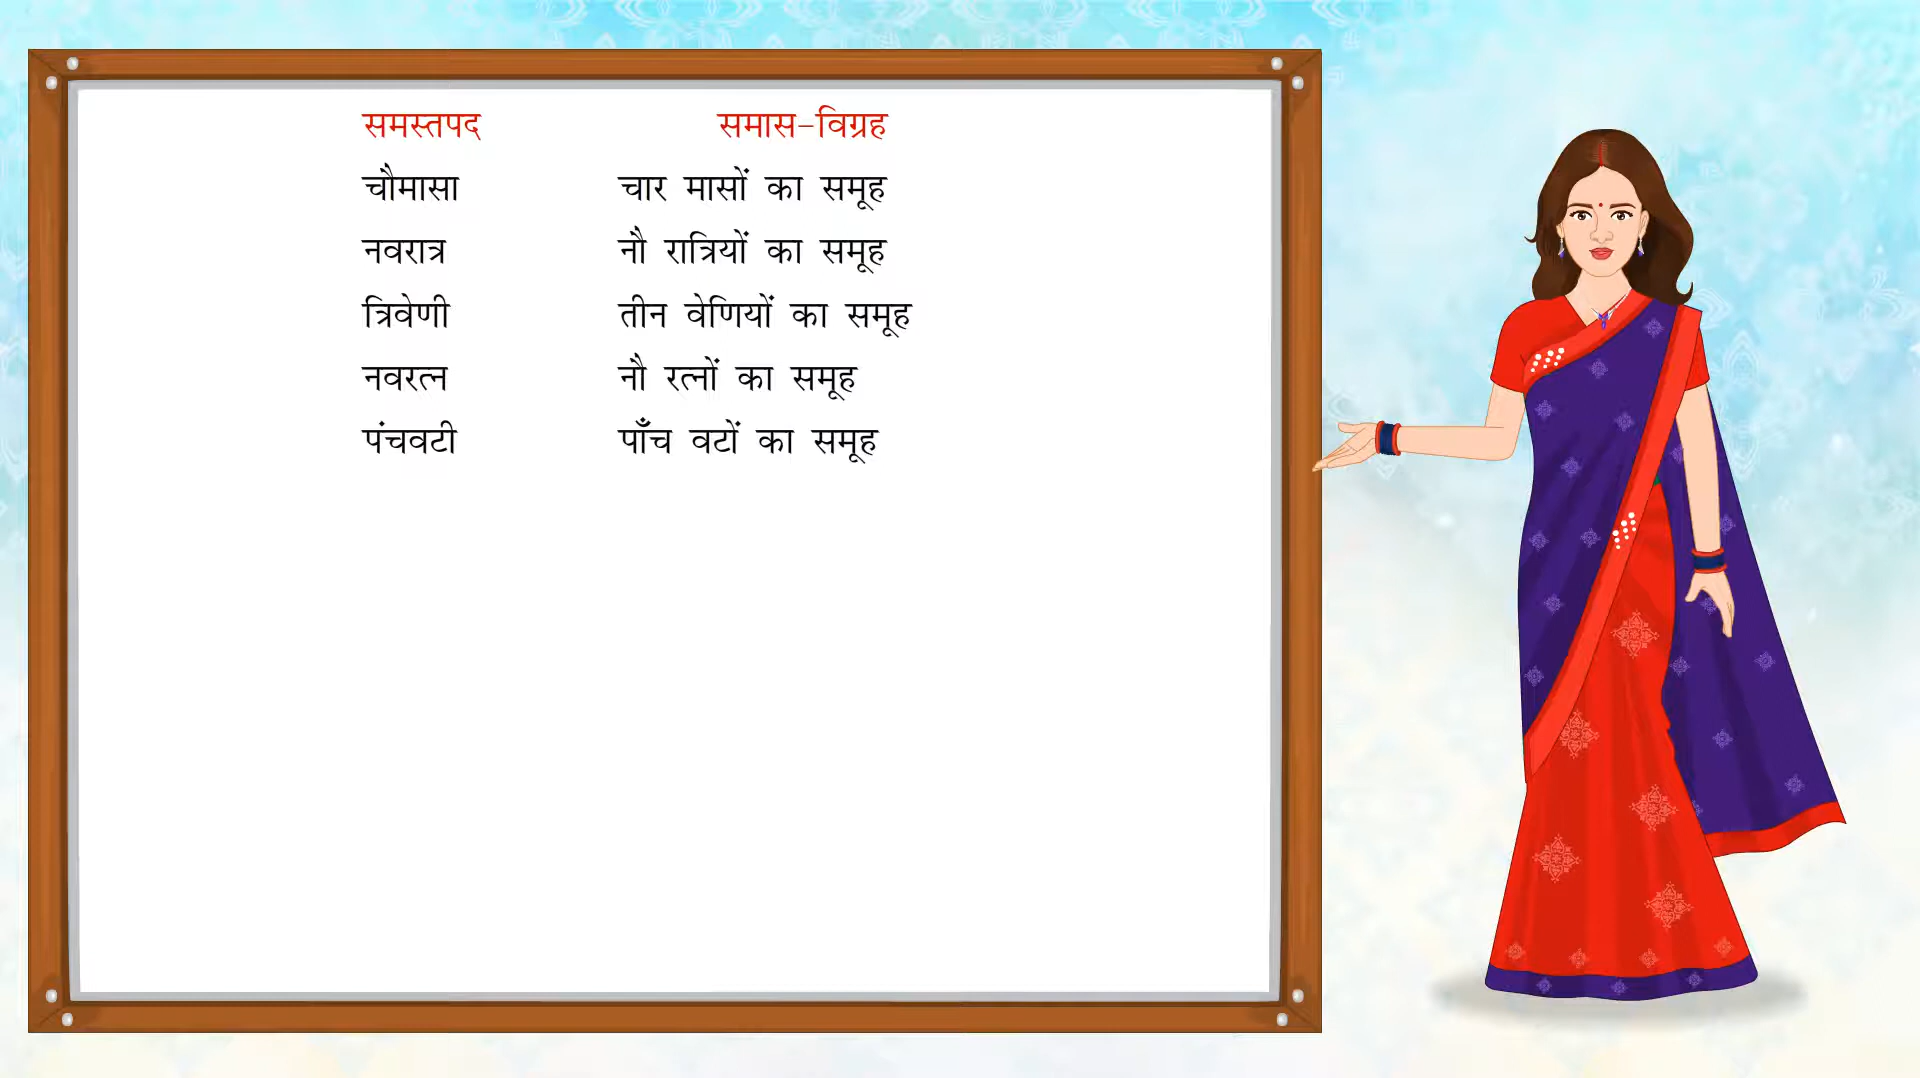 समस्तपद समास-विग्रह
चौमासा चार मासों का समूह
नवरात्र नौ रात्रियों का समूह
त्रिवेणी तीन वेणियों का समूह
नवरत्न नौ रत्नों का समूह
पंचवटी पाँच वटों का समूह